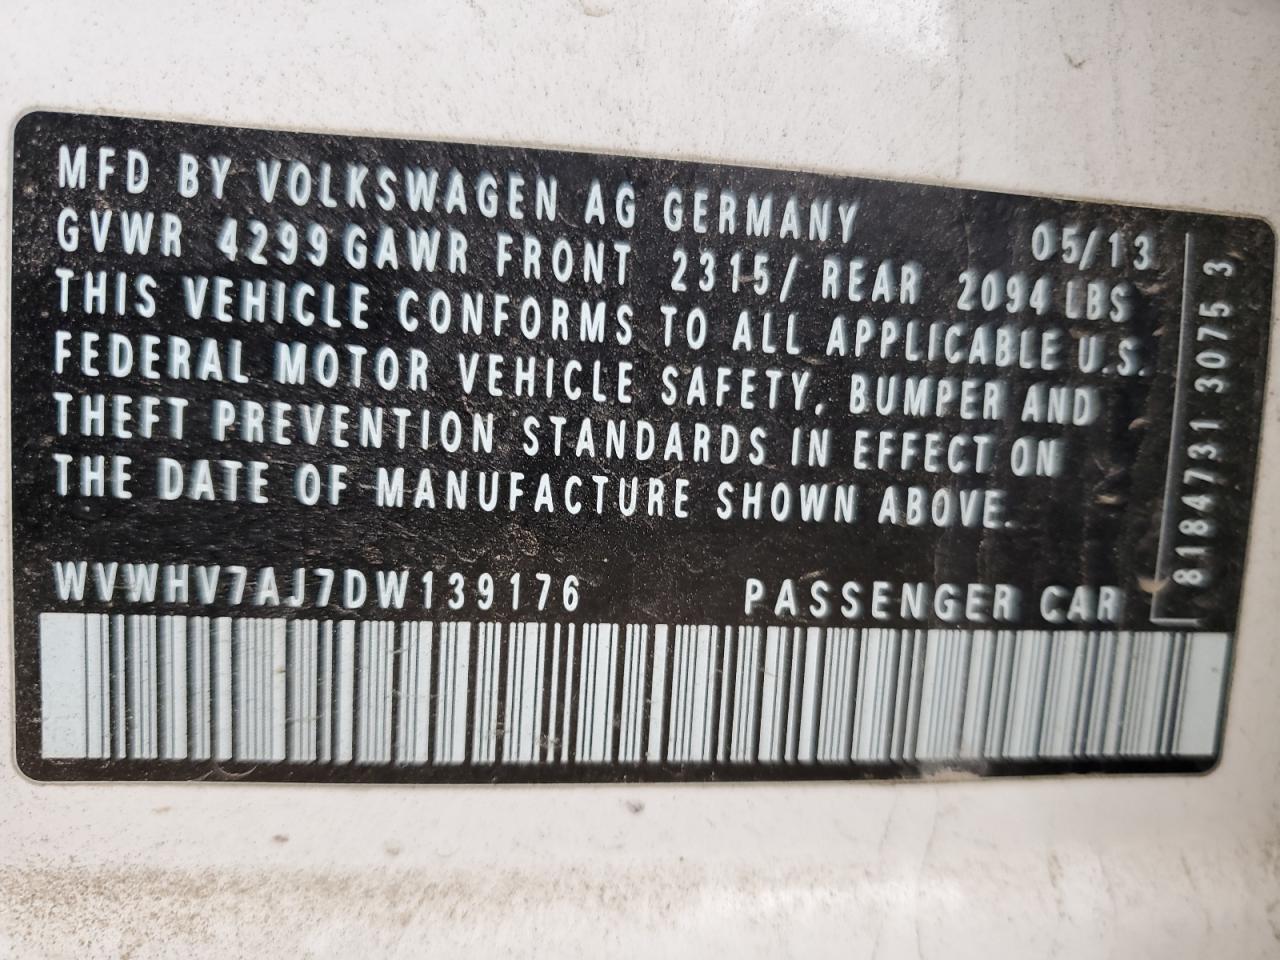 MFD BY VOLKSWAGEN AG GERMANY 05/13
GVWR 4299 GAWR FRONT 2315/ REAR 2094 LBS
THIS VEHICLE CONFORMS TO ALL APPLICABLE U.S.
FEDERAL MOTOR VEHICLE SAFETY, BUMPER AND
THEFT PREVENTION STANDARDS IN EFFECT ON
THE DATE OF MANUFACTURE SHOWN ABOVE.
WVWHV7AJ7DW139176 PASSENGER CAR
8184731 3075 3